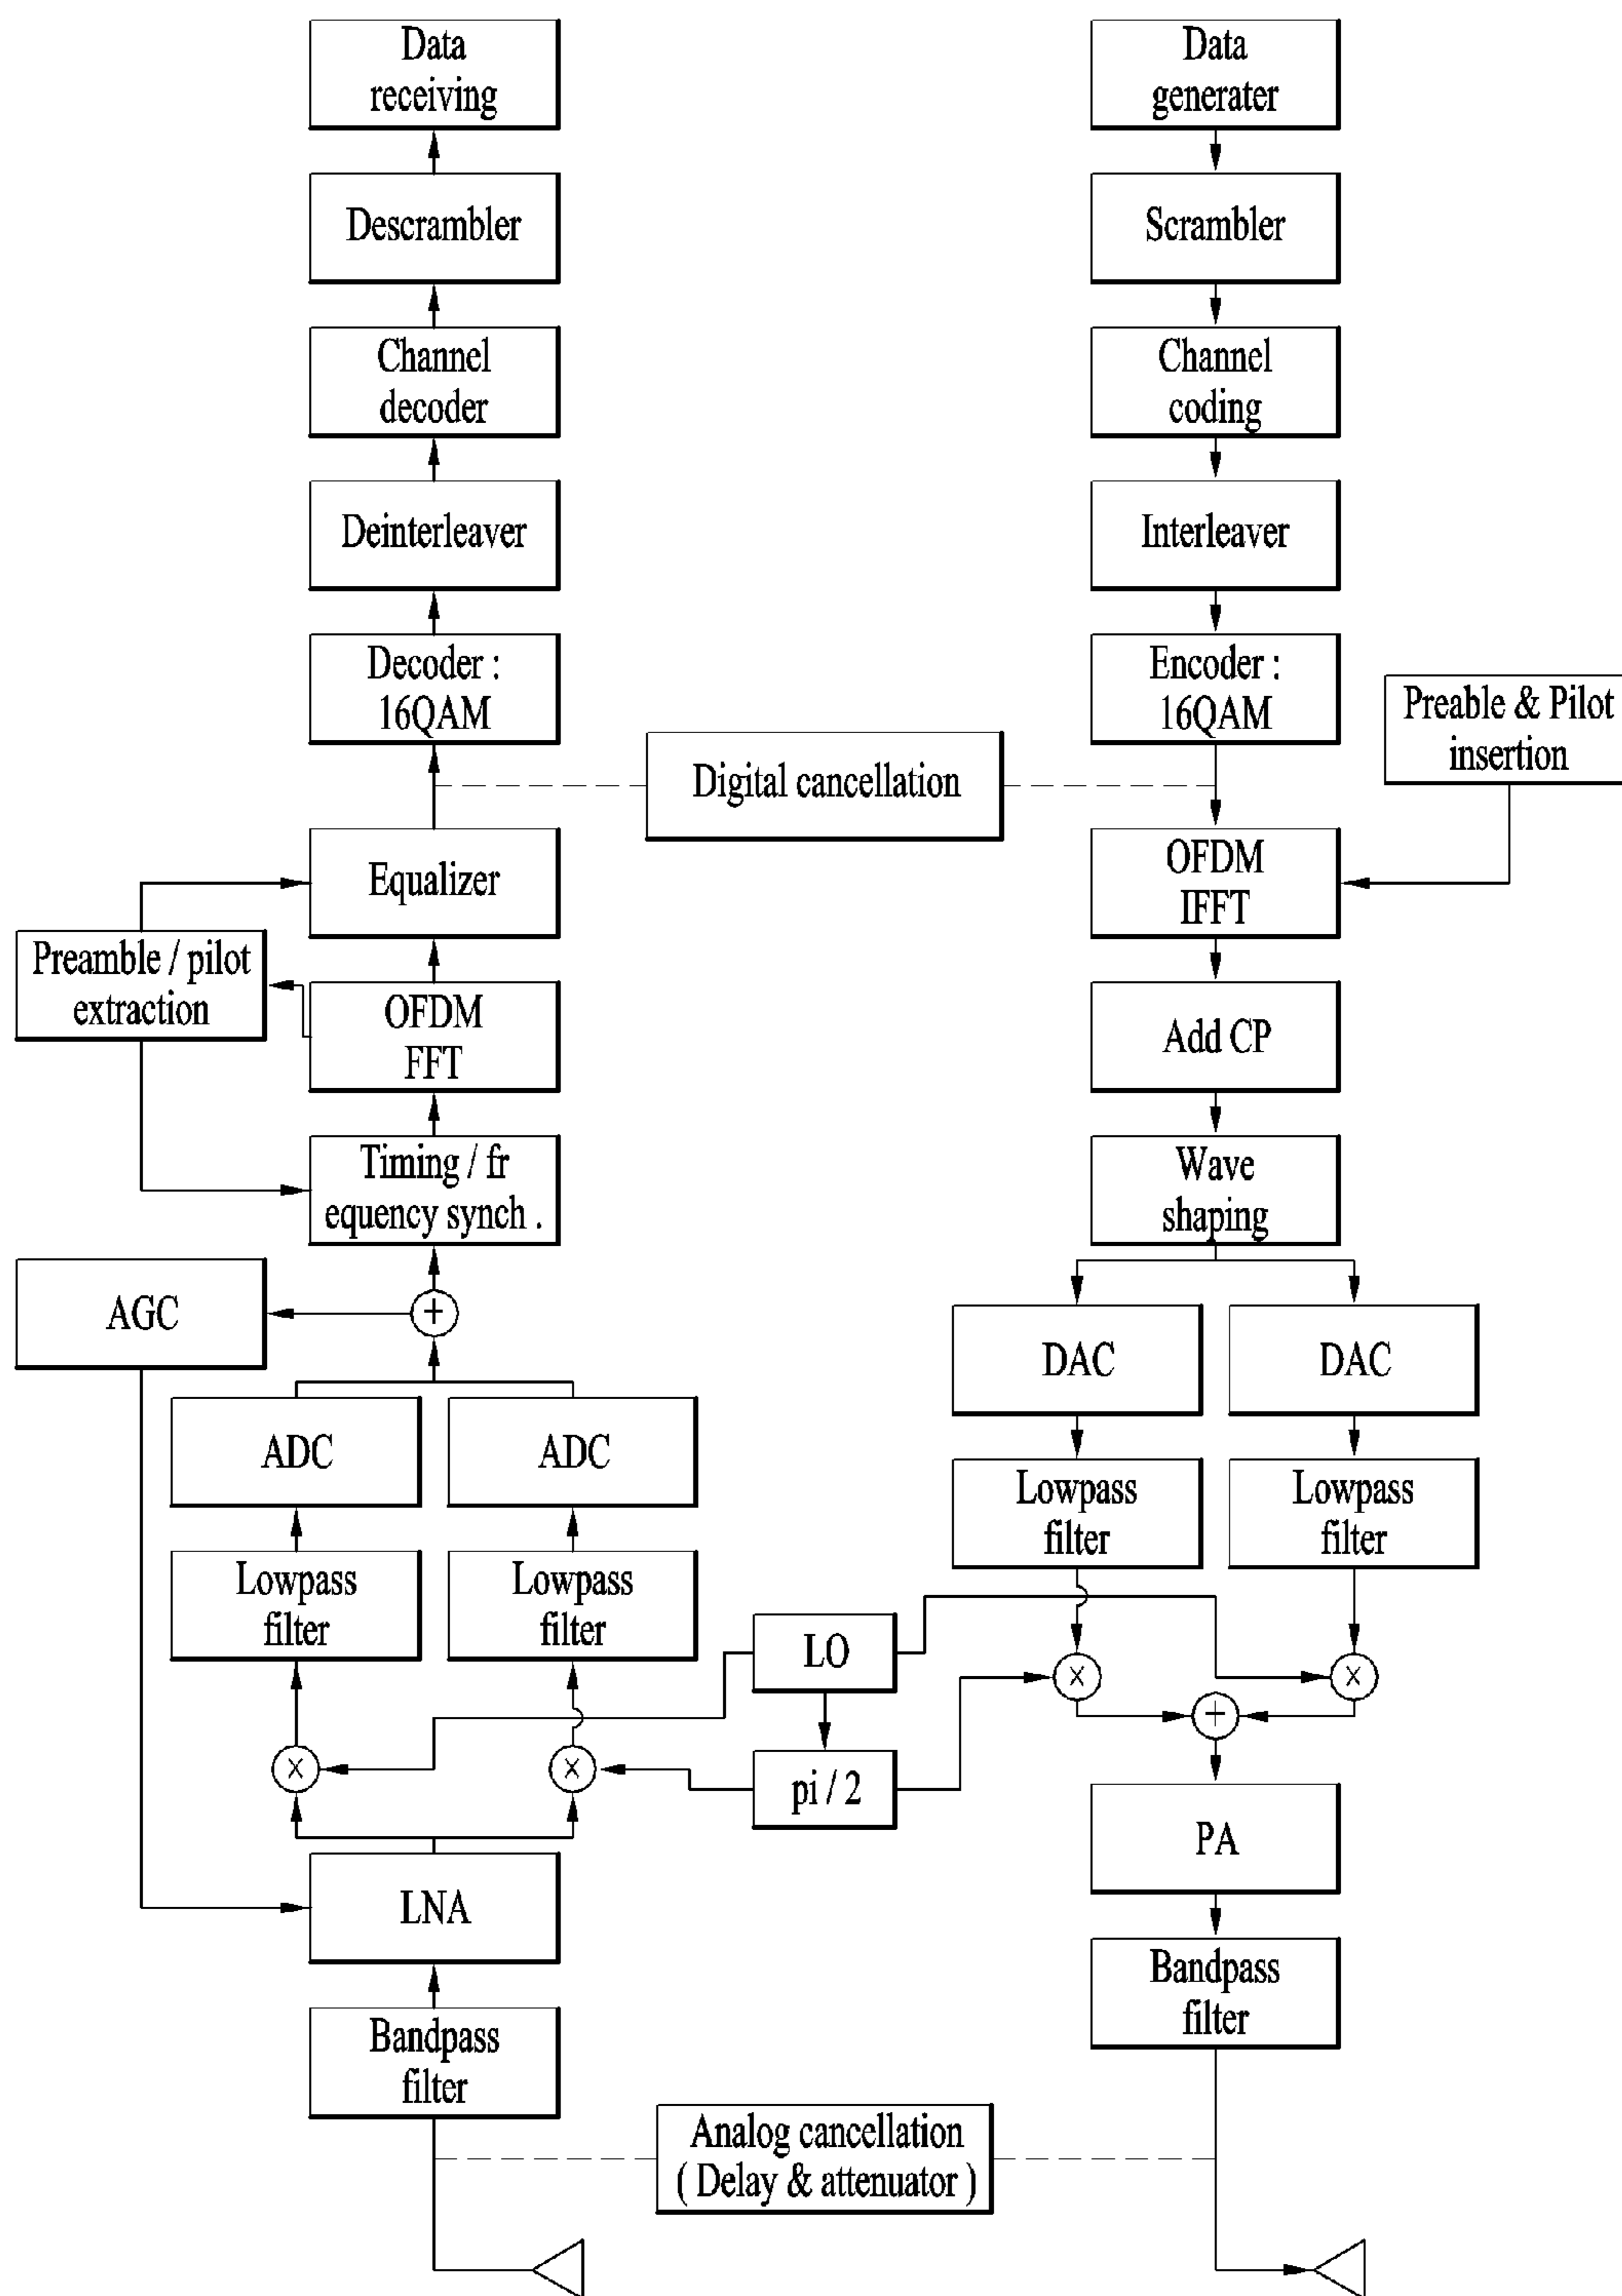 Data
receiving
Data
generater
Descrambler
Scrambler
Channel
decoder
Channel
coding
Deinterleaver
Interleaver
Decoder :
16QAM
Encoder :
16QAM
Preable & Pilot
insertion
Digital cancellation
Equalizer
OFDM
IFFT
Preamble / pilot
extraction
OFDM
FFT
Add CP
Timing / fr
equency synch .
Wave
shaping
AGC
+
DAC
DAC
ADC
ADC
Lowpass
filter
Lowpass
filter
Lowpass
filter
Lowpass
filter
LO
x
x
+
x
x
pi / 2
PA
LNA
Bandpass
filter
Bandpass
filter
Analog cancellation
( Delay & attenuator )